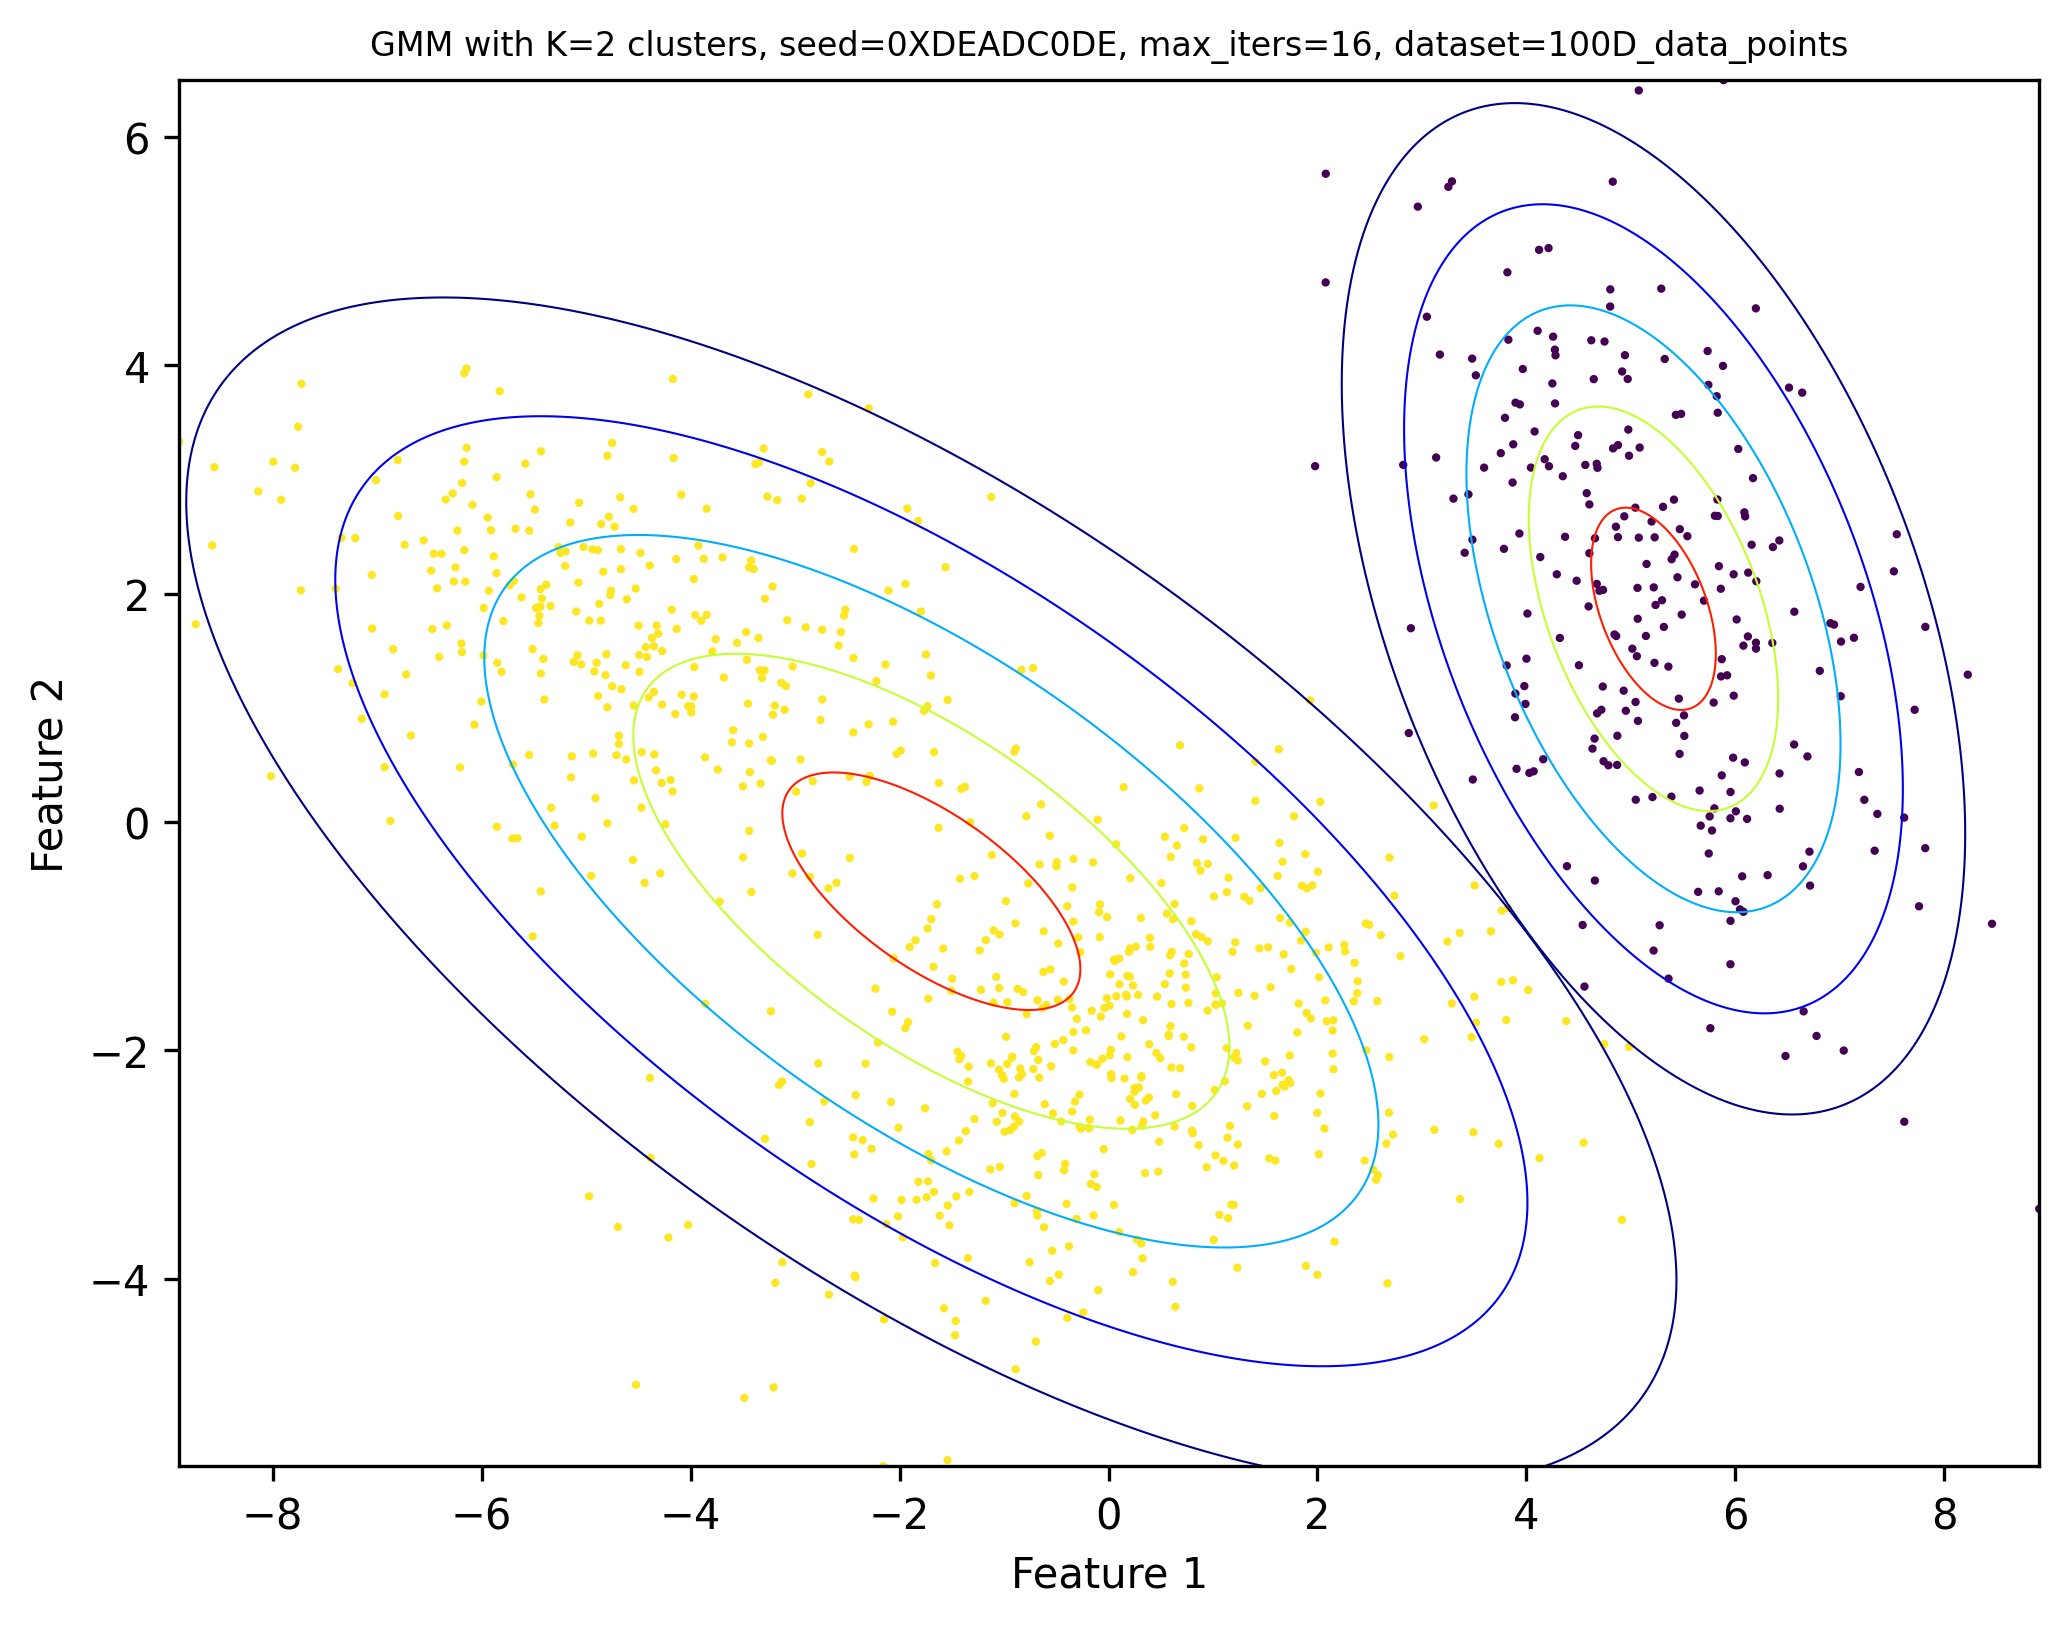 GMM with K=2 clusters, seed=0XDEADC0DE, max_iters=16, dataset=100D_data_points
6
4
2
0
−2
−4
Feature 2
−8 −6 −4 −2 0 2 4 6 8
Feature 1